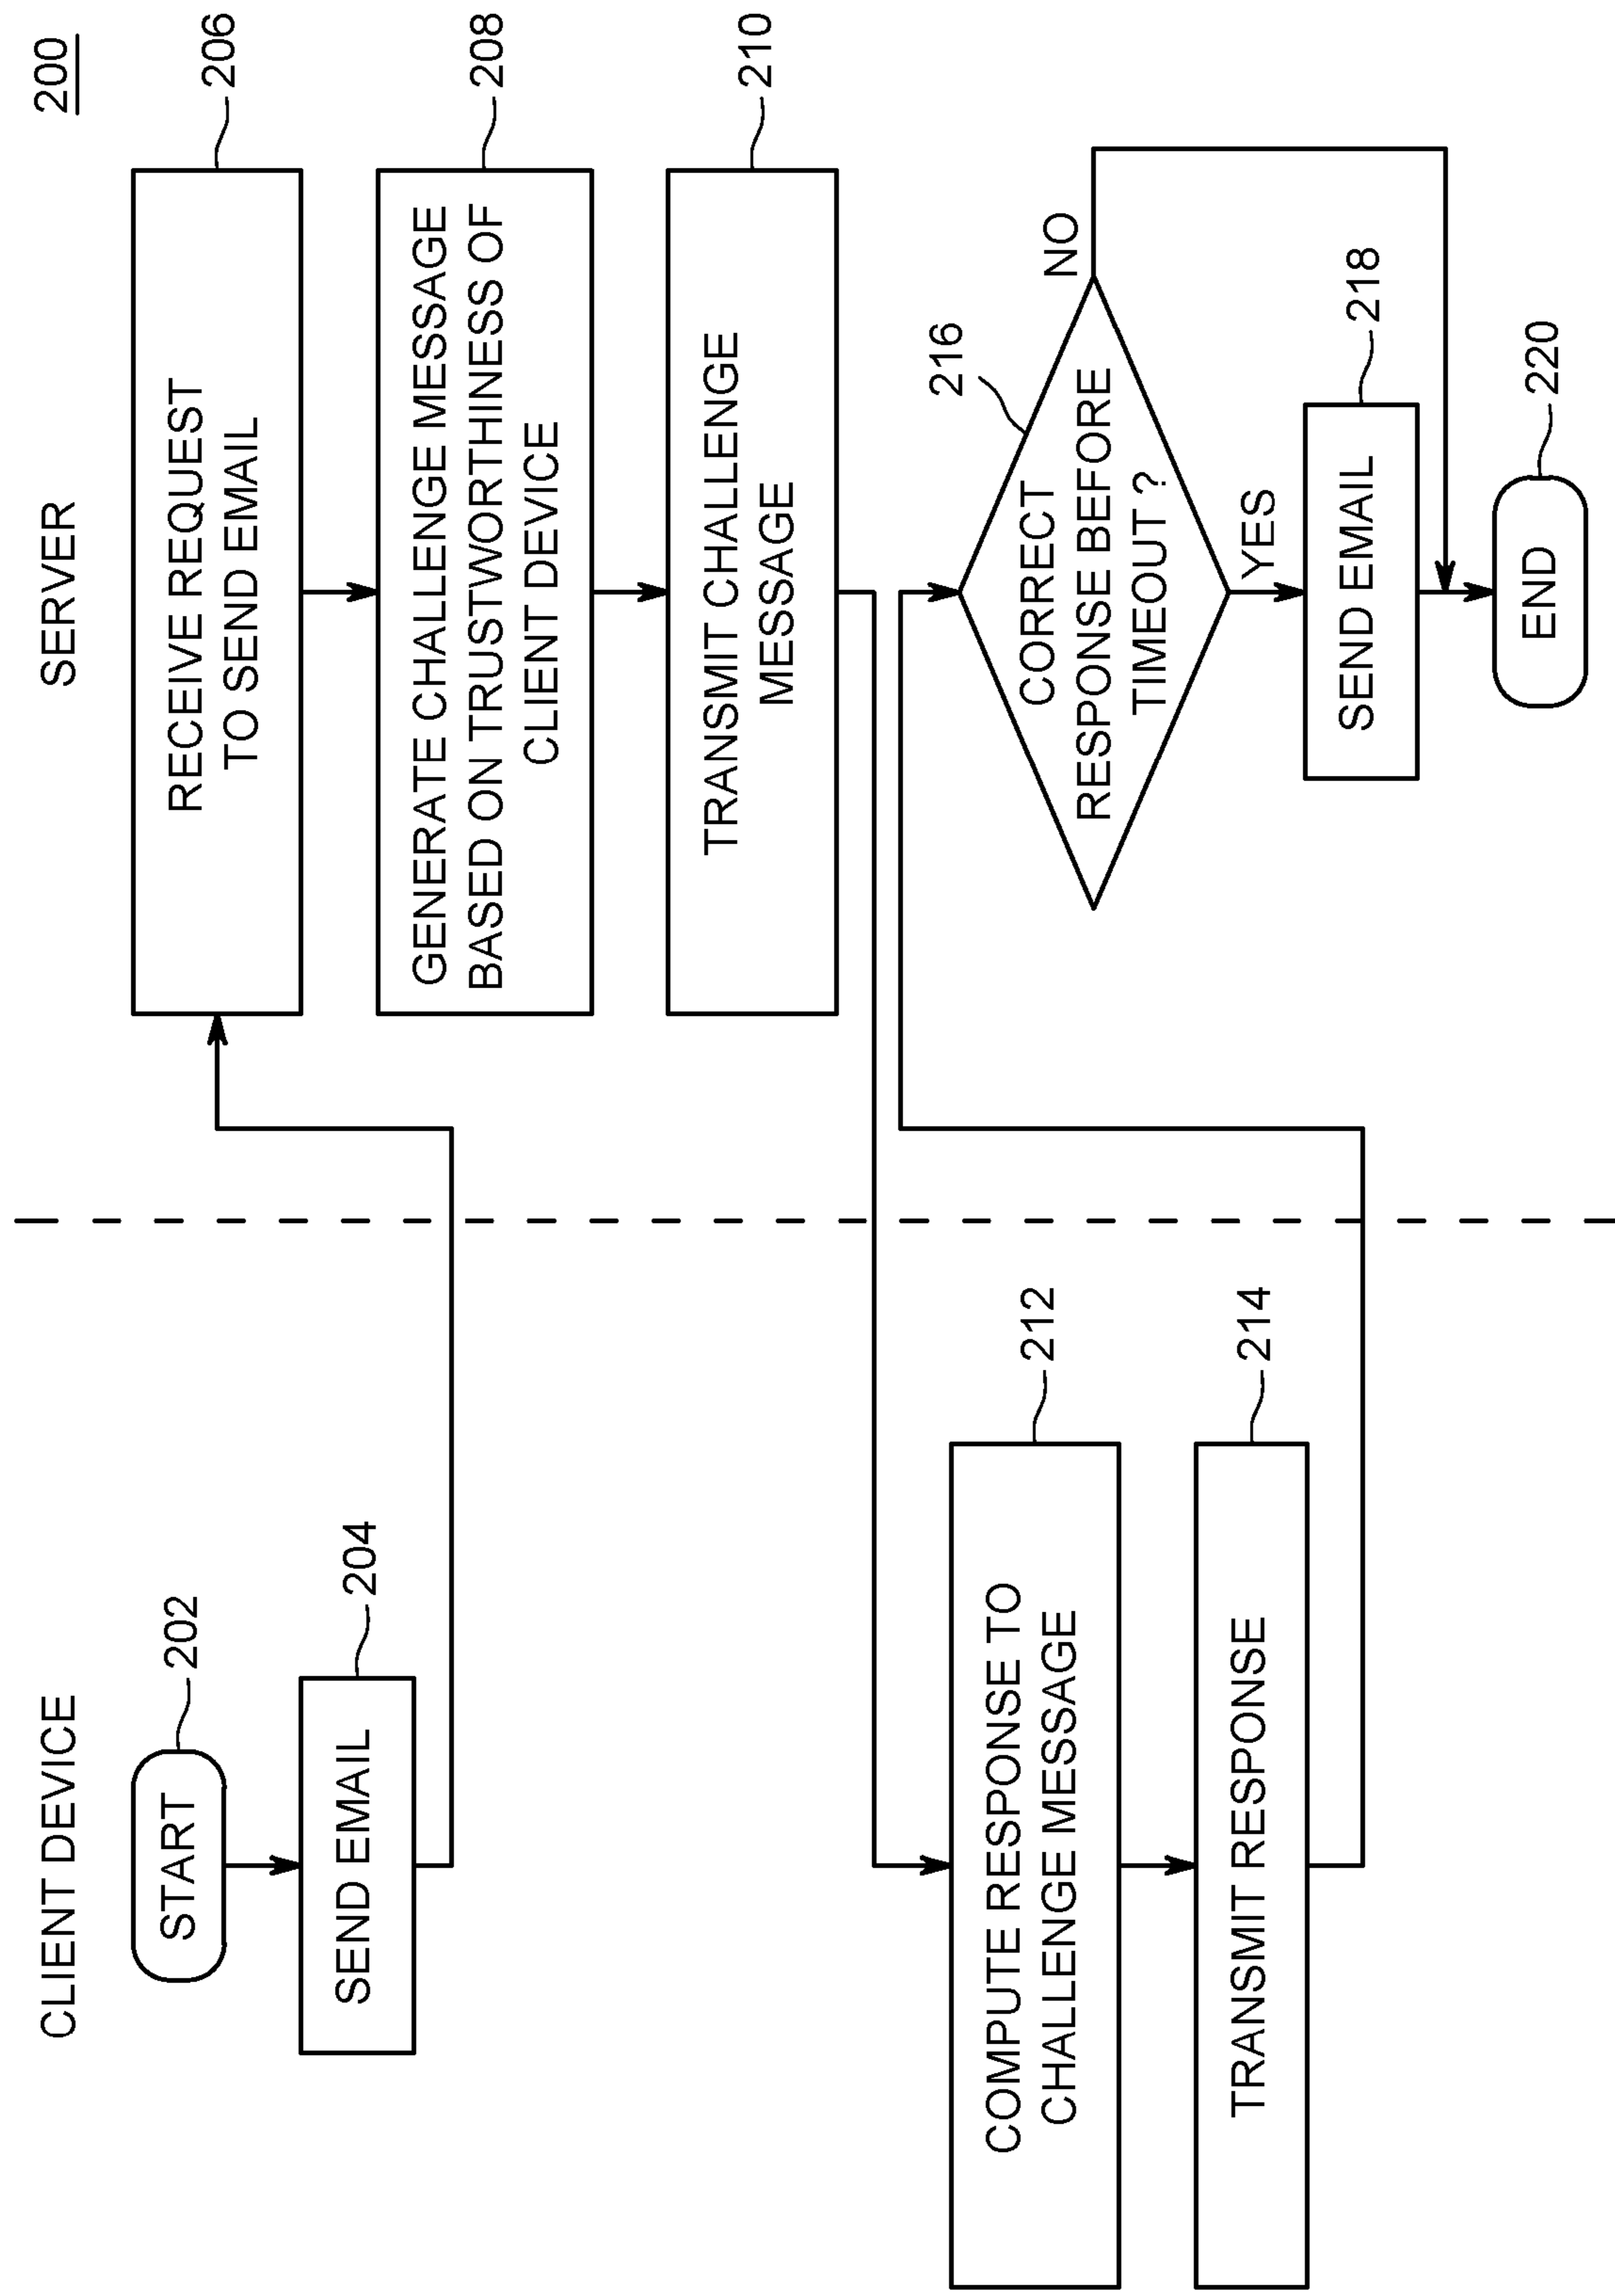 200
CLIENT DEVICE
SERVER
START
202
SEND EMAIL
204
RECEIVE REQUEST
TO SEND EMAIL
206
GENERATE CHALLENGE MESSAGE
BASED ON TRUSTWORTHINESS OF
CLIENT DEVICE
208
TRANSMIT CHALLENGE
MESSAGE
210
COMPUTE RESPONSE TO
CHALLENGE MESSAGE
212
TRANSMIT RESPONSE
214
CORRECT
RESPONSE BEFORE
TIMEOUT ?
216
NO
YES
SEND EMAIL
218
END
220